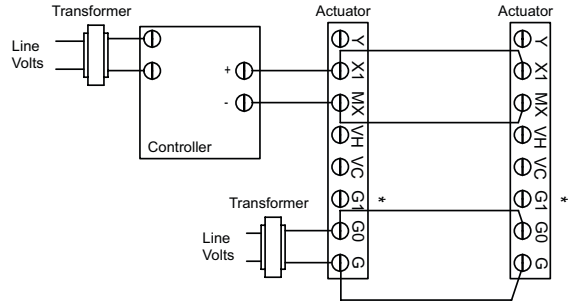 Transformer
Actuator
Actuator
Line
Volts
+
-
Controller
Y
X1
MX
VH
VC
G1
*
G0
G
Y
X1
MX
VH
VC
G1
*
G0
G
Transformer
Line
Volts